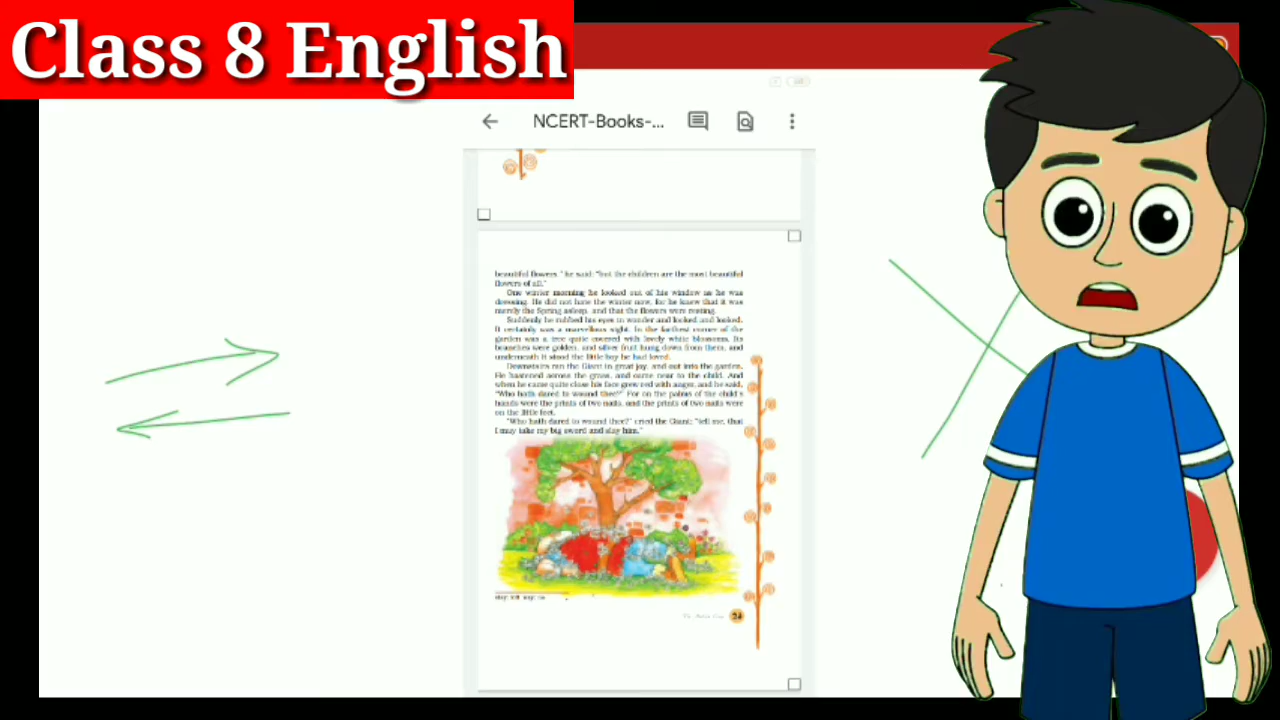 Class 8 English
NCERT-Books-...
beautiful flowers," he said; "but the children are the most beautiful
flowers of all."
One winter morning he looked out of his window as he was
dressing. He did not hate the winter now, for he knew that it was
merely the Spring asleep, and that the flowers were resting.
Suddenly he rubbed his eyes in wonder and looked and looked.
It certainly was a marvellous sight. In the farthest corner of the
garden was a tree quite covered with lovely white blossoms. Its
branches were golden, and silver fruit hung down from them, and
underneath it stood the little boy he had loved.
Downstairs ran the Giant in great joy, and out into the garden.
He hastened across the grass, and came near to the child. And
when he came quite close his face grew red with anger, and he said,
"Who hath dared to wound thee?" For on the palms of the child's
hands were the prints of two nails, and the prints of two nails were
on the little feet.
"Who hath dared to wound thee?" cried the Giant; "tell me, that
I may take my big sword and slay him."